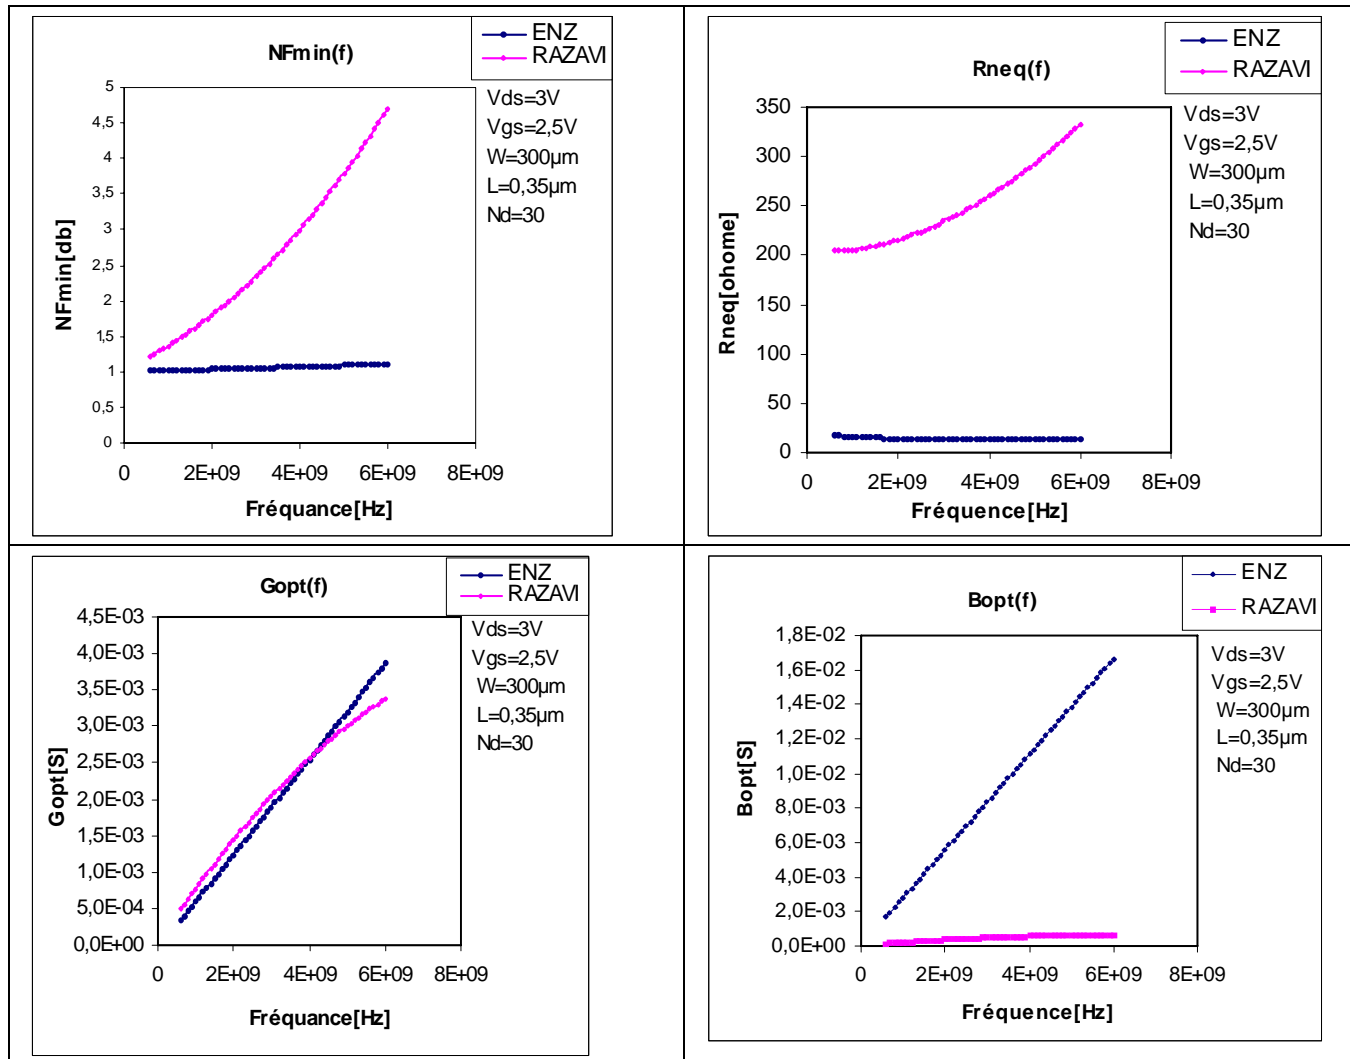 NFmin(f)
ENZ
RAZAVI
Vds=3V
Vgs=2,5V
W=300µm
L=0,35µm
Nd=30
NFmin[db]
5
4,5
4
3,5
3
2,5
2
1,5
1
0,5
0
0 2E+09 4E+09 6E+09 8E+09
Fréquance[Hz]
Rneq(f)
ENZ
RAZAVI
Vds=3V
Vgs=2,5V
W=300µm
L=0,35µm
Nd=30
Rneq[ohome]
350
300
250
200
150
100
50
0
0 2E+09 4E+09 6E+09 8E+09
Fréquence[Hz]
Gopt(f)
ENZ
RAZAVI
Vds=3V
Vgs=2,5V
W=300µm
L=0,35µm
Nd=30
Gopt[S]
4,5E-03
4,0E-03
3,5E-03
3,0E-03
2,5E-03
2,0E-03
1,5E-03
1,0E-03
5,0E-04
0,0E+00
0 2E+09 4E+09 6E+09 8E+09
Fréquance[Hz]
Bopt(f)
ENZ
RAZAVI
Vds=3V
Vgs=2,5V
W=300µm
L=0,35µm
Nd=30
Bopt[S]
1,8E-02
1,6E-02
1,4E-02
1,2E-02
1,0E-02
8,0E-03
6,0E-03
4,0E-03
2,0E-03
0,0E+00
0 2E+09 4E+09 6E+09 8E+09
Fréquence[Hz]